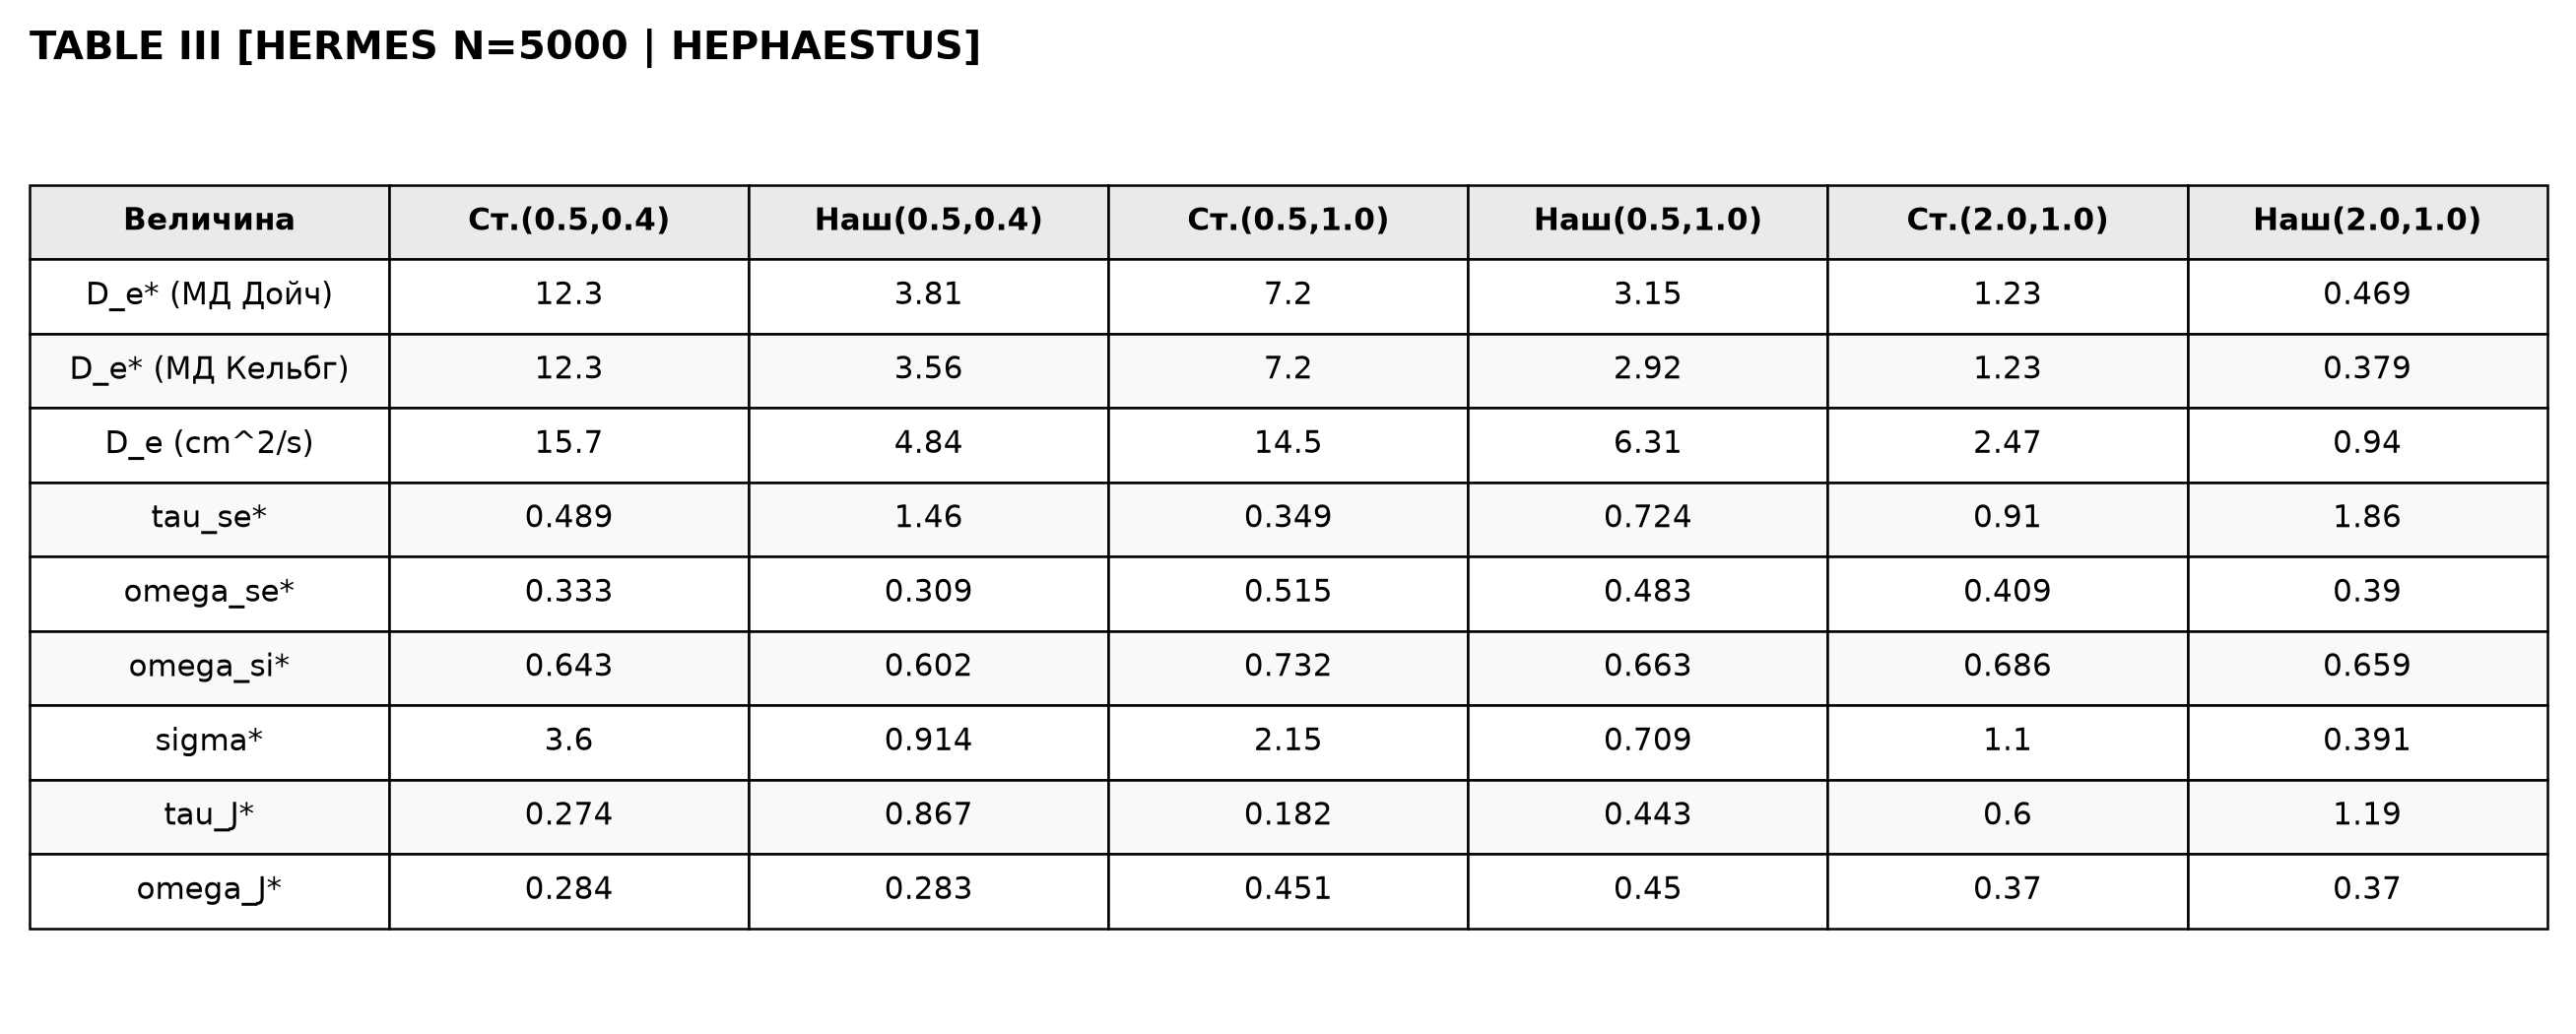 TABLE III [HERMES N=5000 | HEPHAESTUS]
Величина Ст.(0.5,0.4) Наш(0.5,0.4) Ст.(0.5,1.0) Наш(0.5,1.0) Ст.(2.0,1.0) Наш(2.0,1.0)
D_e* (МД Дойч) 12.3 3.81 7.2 3.15 1.23 0.469
D_e* (МД Кельбг) 12.3 3.56 7.2 2.92 1.23 0.379
D_e (cm^2/s) 15.7 4.84 14.5 6.31 2.47 0.94
tau_se* 0.489 1.46 0.349 0.724 0.91 1.86
omega_se* 0.333 0.309 0.515 0.483 0.409 0.39
omega_si* 0.643 0.602 0.732 0.663 0.686 0.659
sigma* 3.6 0.914 2.15 0.709 1.1 0.391
tau_J* 0.274 0.867 0.182 0.443 0.6 1.19
omega_J* 0.284 0.283 0.451 0.45 0.37 0.37